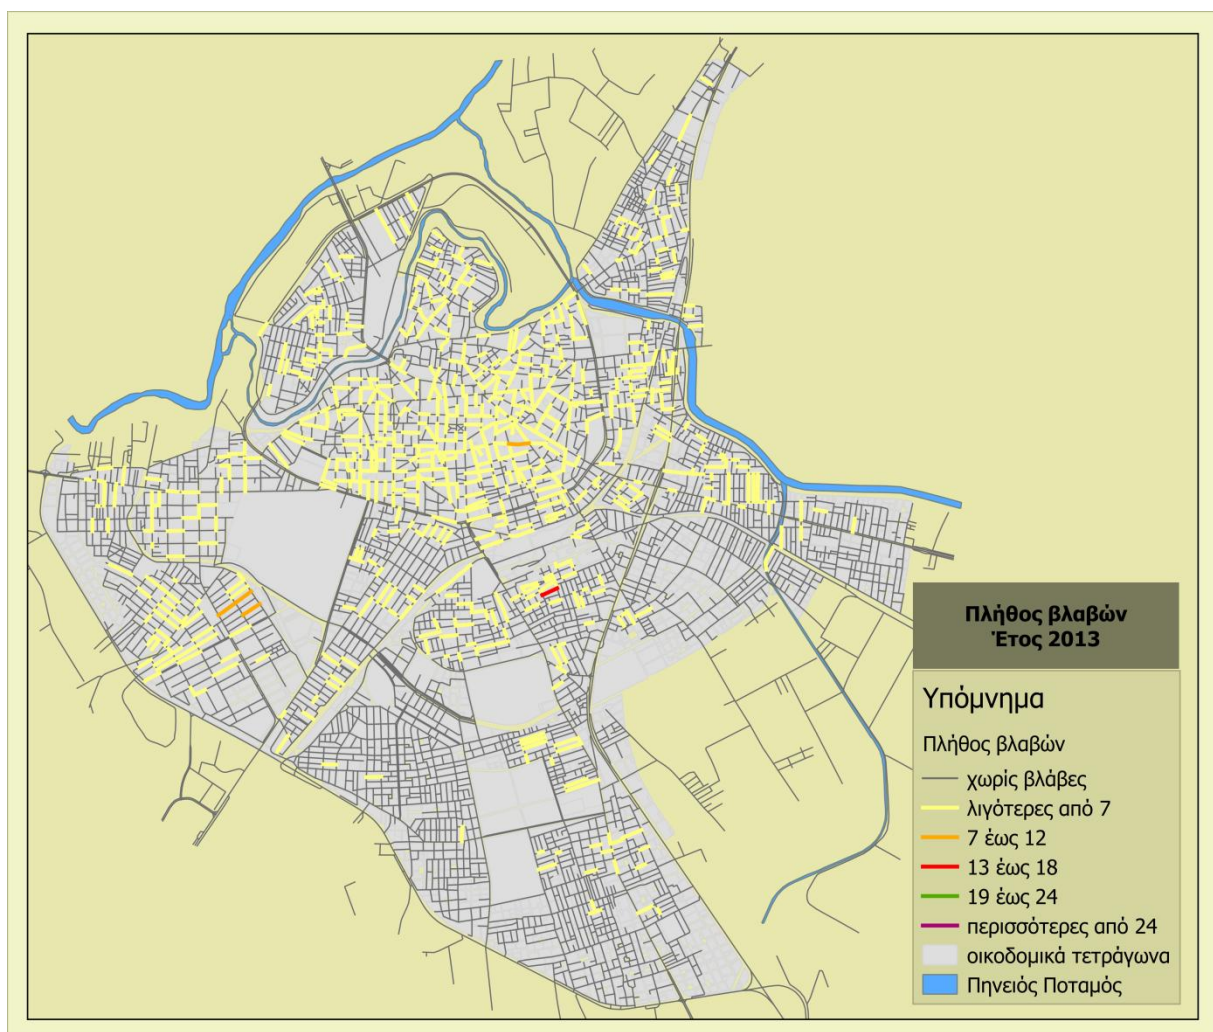 Πλήθος βλαβών
Έτος 2013
Υπόμνημα
Πλήθος βλαβών
χωρίς βλάβες
λιγότερες από 7
7 έως 12
13 έως 18
19 έως 24
περισσότερες από 24
οικοδομικά τετράγωνα
Πηνειός Ποταμός